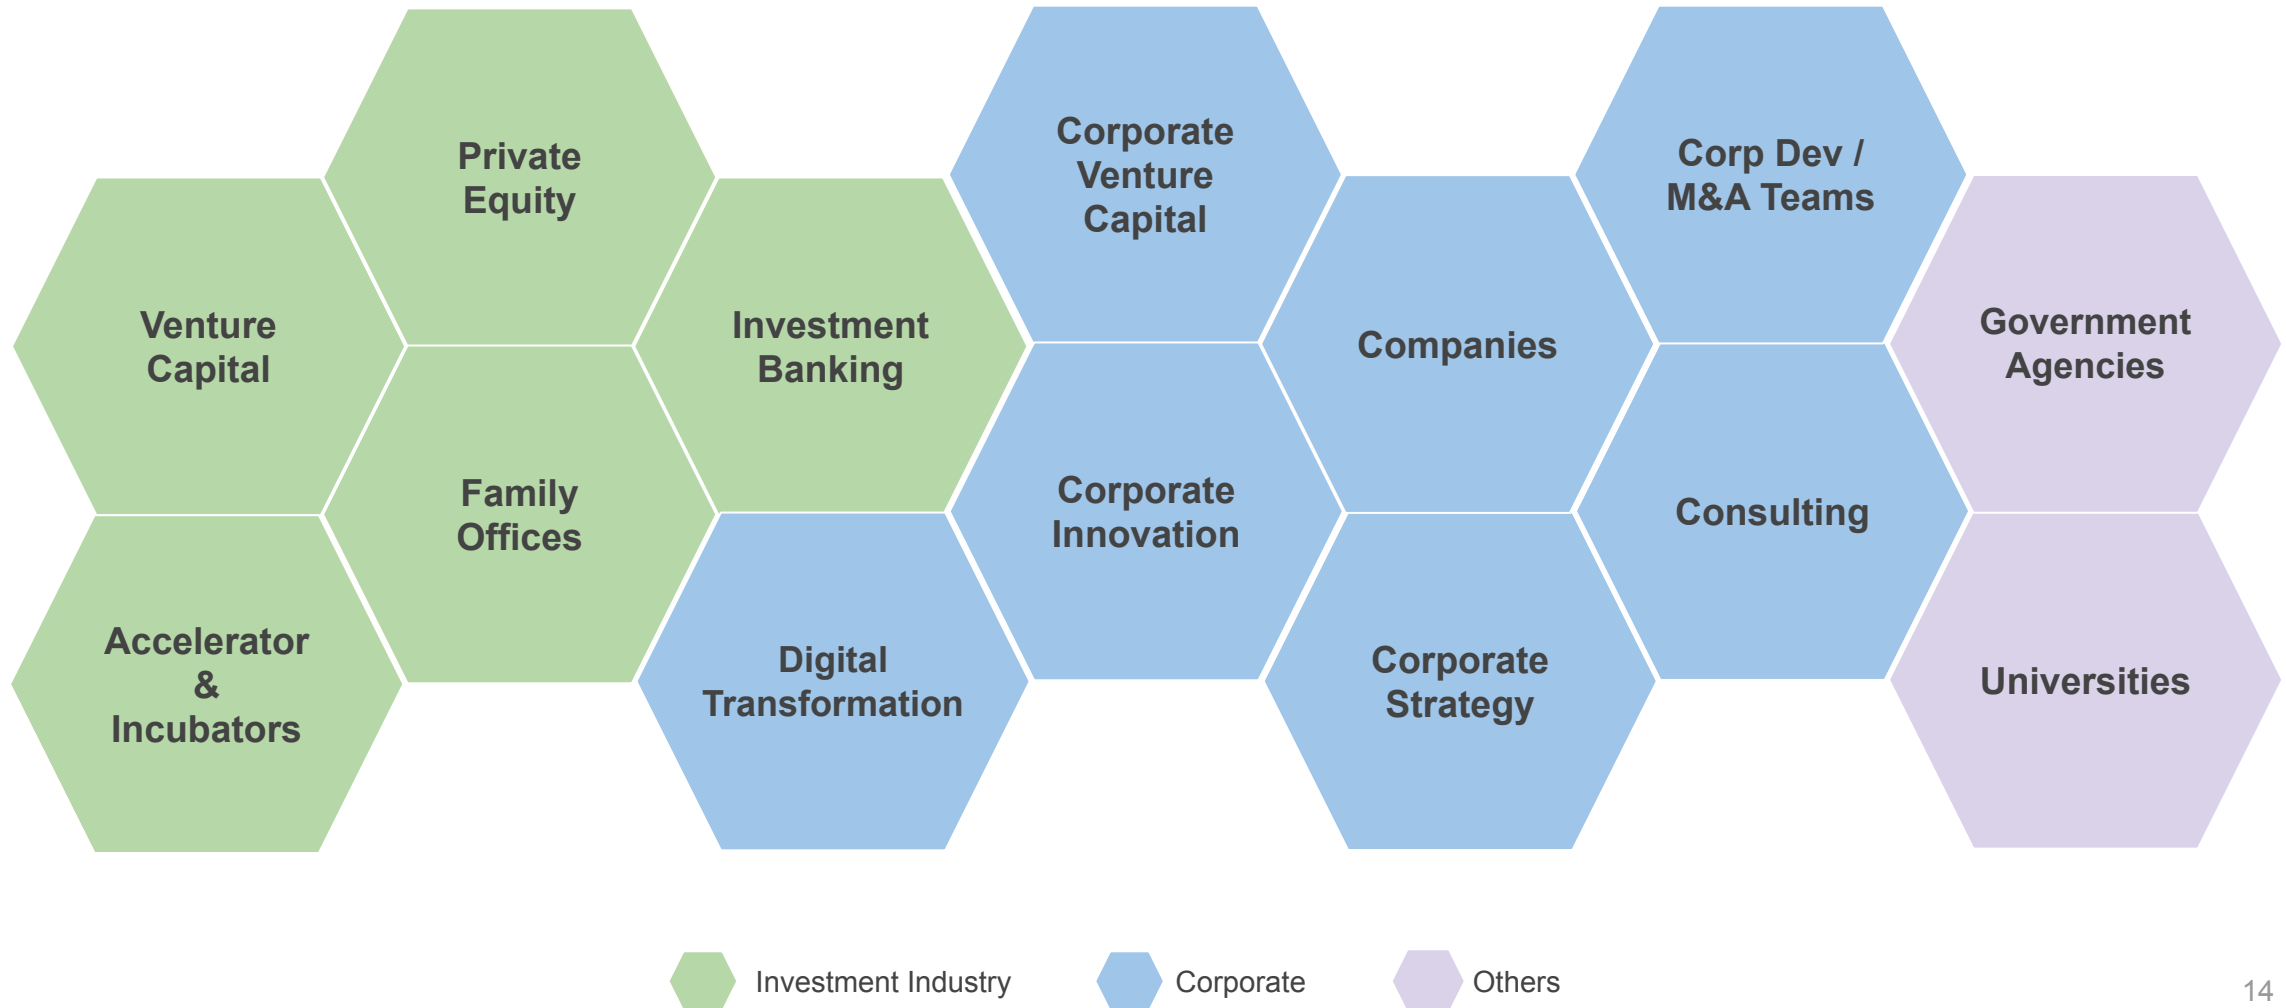 Private
Equity
Corporate
Venture
Capital
Corp Dev /
M&A Teams
Venture
Capital
Investment
Banking
Companies
Government
Agencies
Family
Offices
Corporate
Innovation
Consulting
Accelerator
&
Incubators
Digital
Transformation
Corporate
Strategy
Universities
Investment Industry
Corporate
Others
14